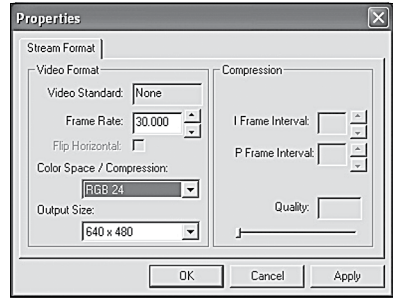 Properties
Stream Format
Video Format
Video Standard: None
Frame Rate: 30.000
Flip Horizontal:
Color Space / Compression:
RGB 24
Output Size:
640 x 480
Compression
I Frame Interval:
P Frame Interval:
Quality:
OK Cancel Apply